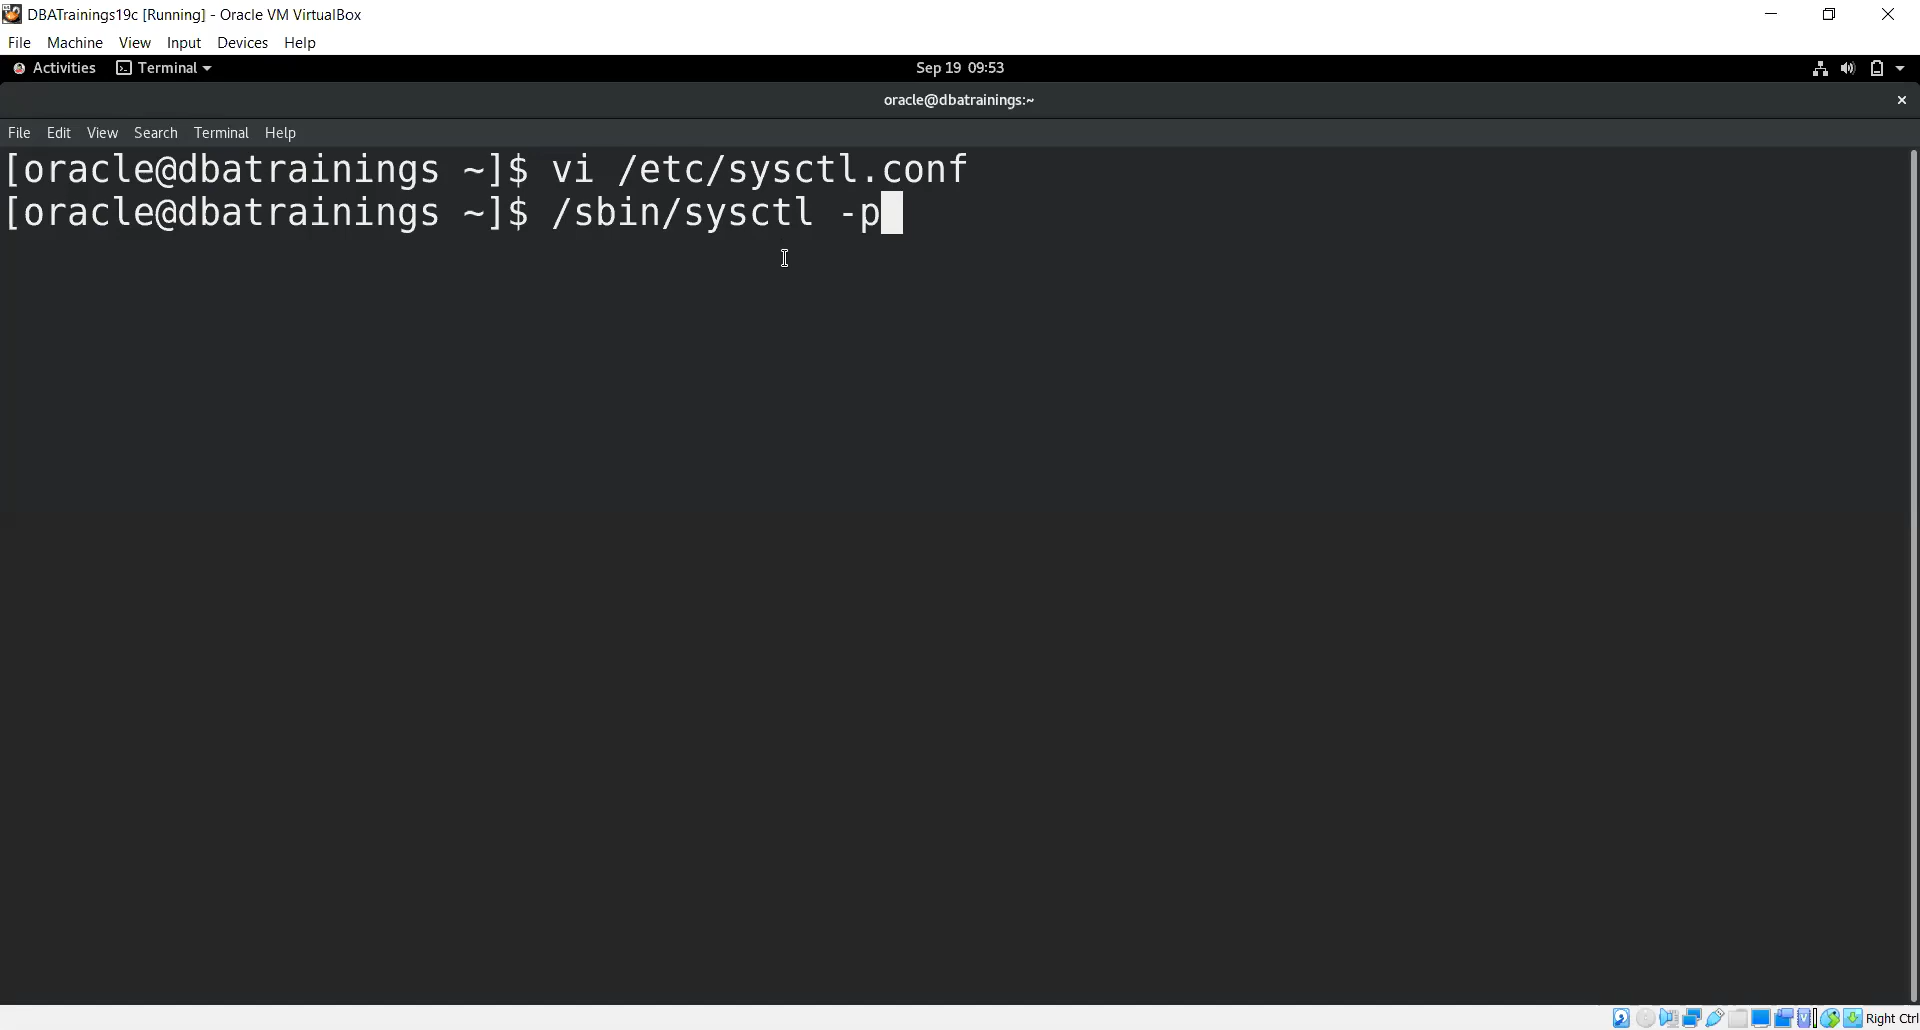 DBATrainings19c [Running] - Oracle VM VirtualBox
File Machine View Input Devices Help
Activities Terminal Sep 19 09:53
oracle@dbatrainings:~
File Edit View Search Terminal Help
[oracle@dbatrainings ~]$ vi /etc/sysctl.conf
[oracle@dbatrainings ~]$ /sbin/sysctl -p
Right Ctrl